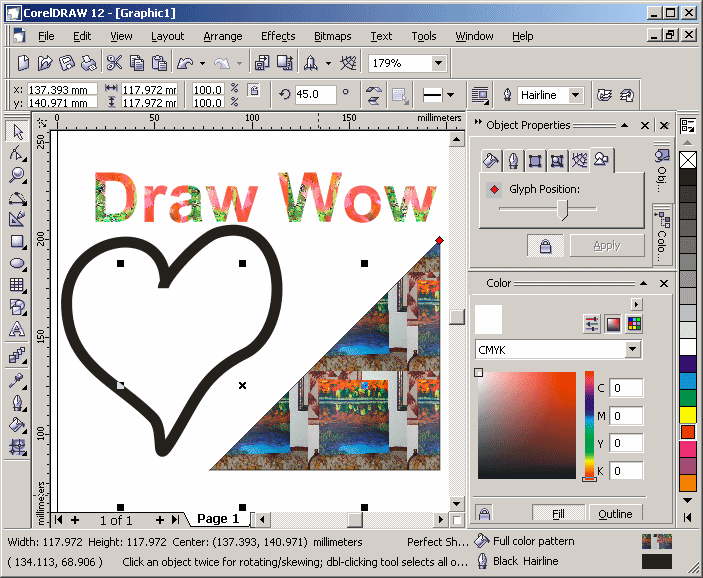 CorelDRAW 12 - [Graphic1]
File Edit View Layout Arrange Effects Bitmaps Text Tools Window Help
179%
x: 137.393 mm 117.972 mm 100.0 % 45.0 ° Hairline
y: 140.971 mm 117.972 mm 100.0 %
0 50 100 150 millimeters
250
200
150
100
millimeters
Draw Wow
Object Properties
Glyph Position:
Apply
Obj...
Colo...
Color
CMYK
C 0
M 0
Y 0
K 0
Fill Outline
1 of 1 Page 1
Width: 117.972 Height: 117.972 Center: (137.393, 140.971) millimeters Perfect Sh... Full color pattern
( 134.113, 68.906 ) Click an object twice for rotating/skewing; dbl-clicking tool selects all o... Black Hairline